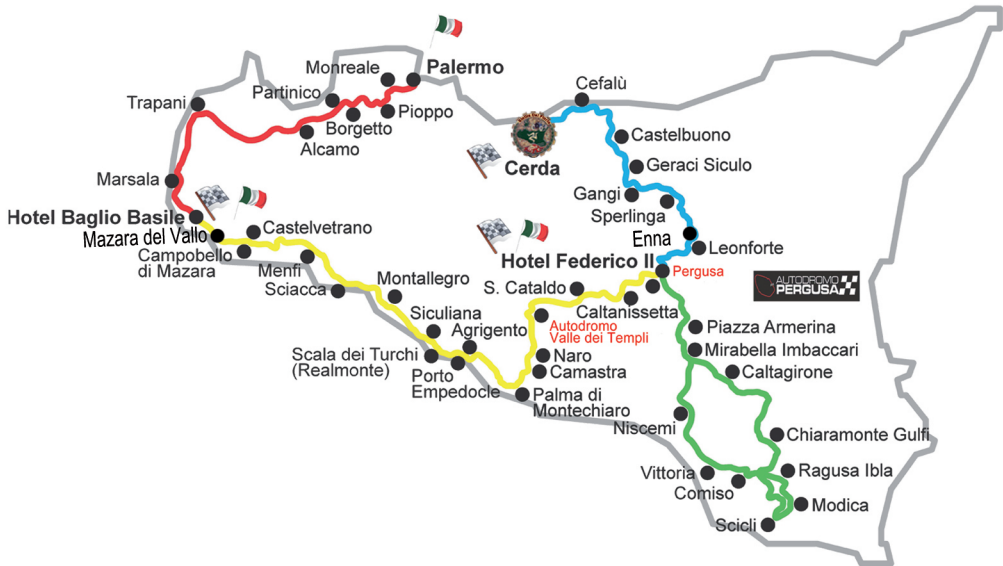 Palermo
Monreale
Partinico
Trapani
Pioppo
Borgetto
Alcamo
Cefalù
Castelbuono
Cerda
Geraci Siculo
Marsala
Gangi
Sperlinga
Hotel Baglio Basile
Mazara del Vallo
Castelvetrano
Enna
Leonforte
Campobello
di Mazara
Menfi
Hotel Federico II
Pergusa
AUTODROMO
PERGUSA
Sciacca
Montallegro
S. Cataldo
Caltanissetta
Siculiana
Agrigento
Autodromo
Valle dei Templi
Piazza Armerina
Mirabella Imbaccari
Scala dei Turchi
(Realmonte)
Porto
Empedocle
Naro
Camastra
Caltagirone
Palma di
Montechiaro
Niscemi
Chiaramonte Gulfi
Vittoria
Comiso
Ragusa Ibla
Modica
Scicli